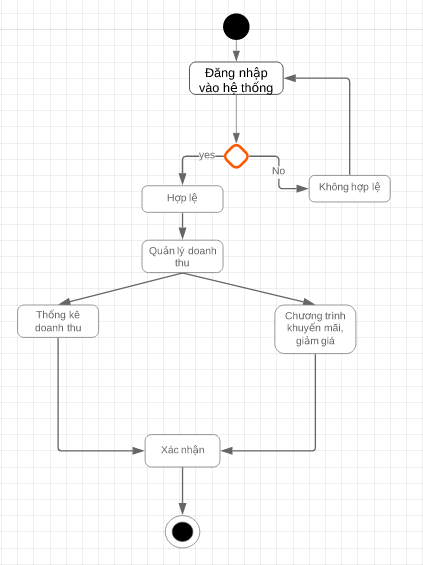 Đăng nhập
vào hệ thống
yes
No
Không hợp lệ
Hợp lệ
Quản lý doanh
thu
Thống kê
doanh thu
Chương trình
khuyến mãi,
giảm giá
Xác nhận